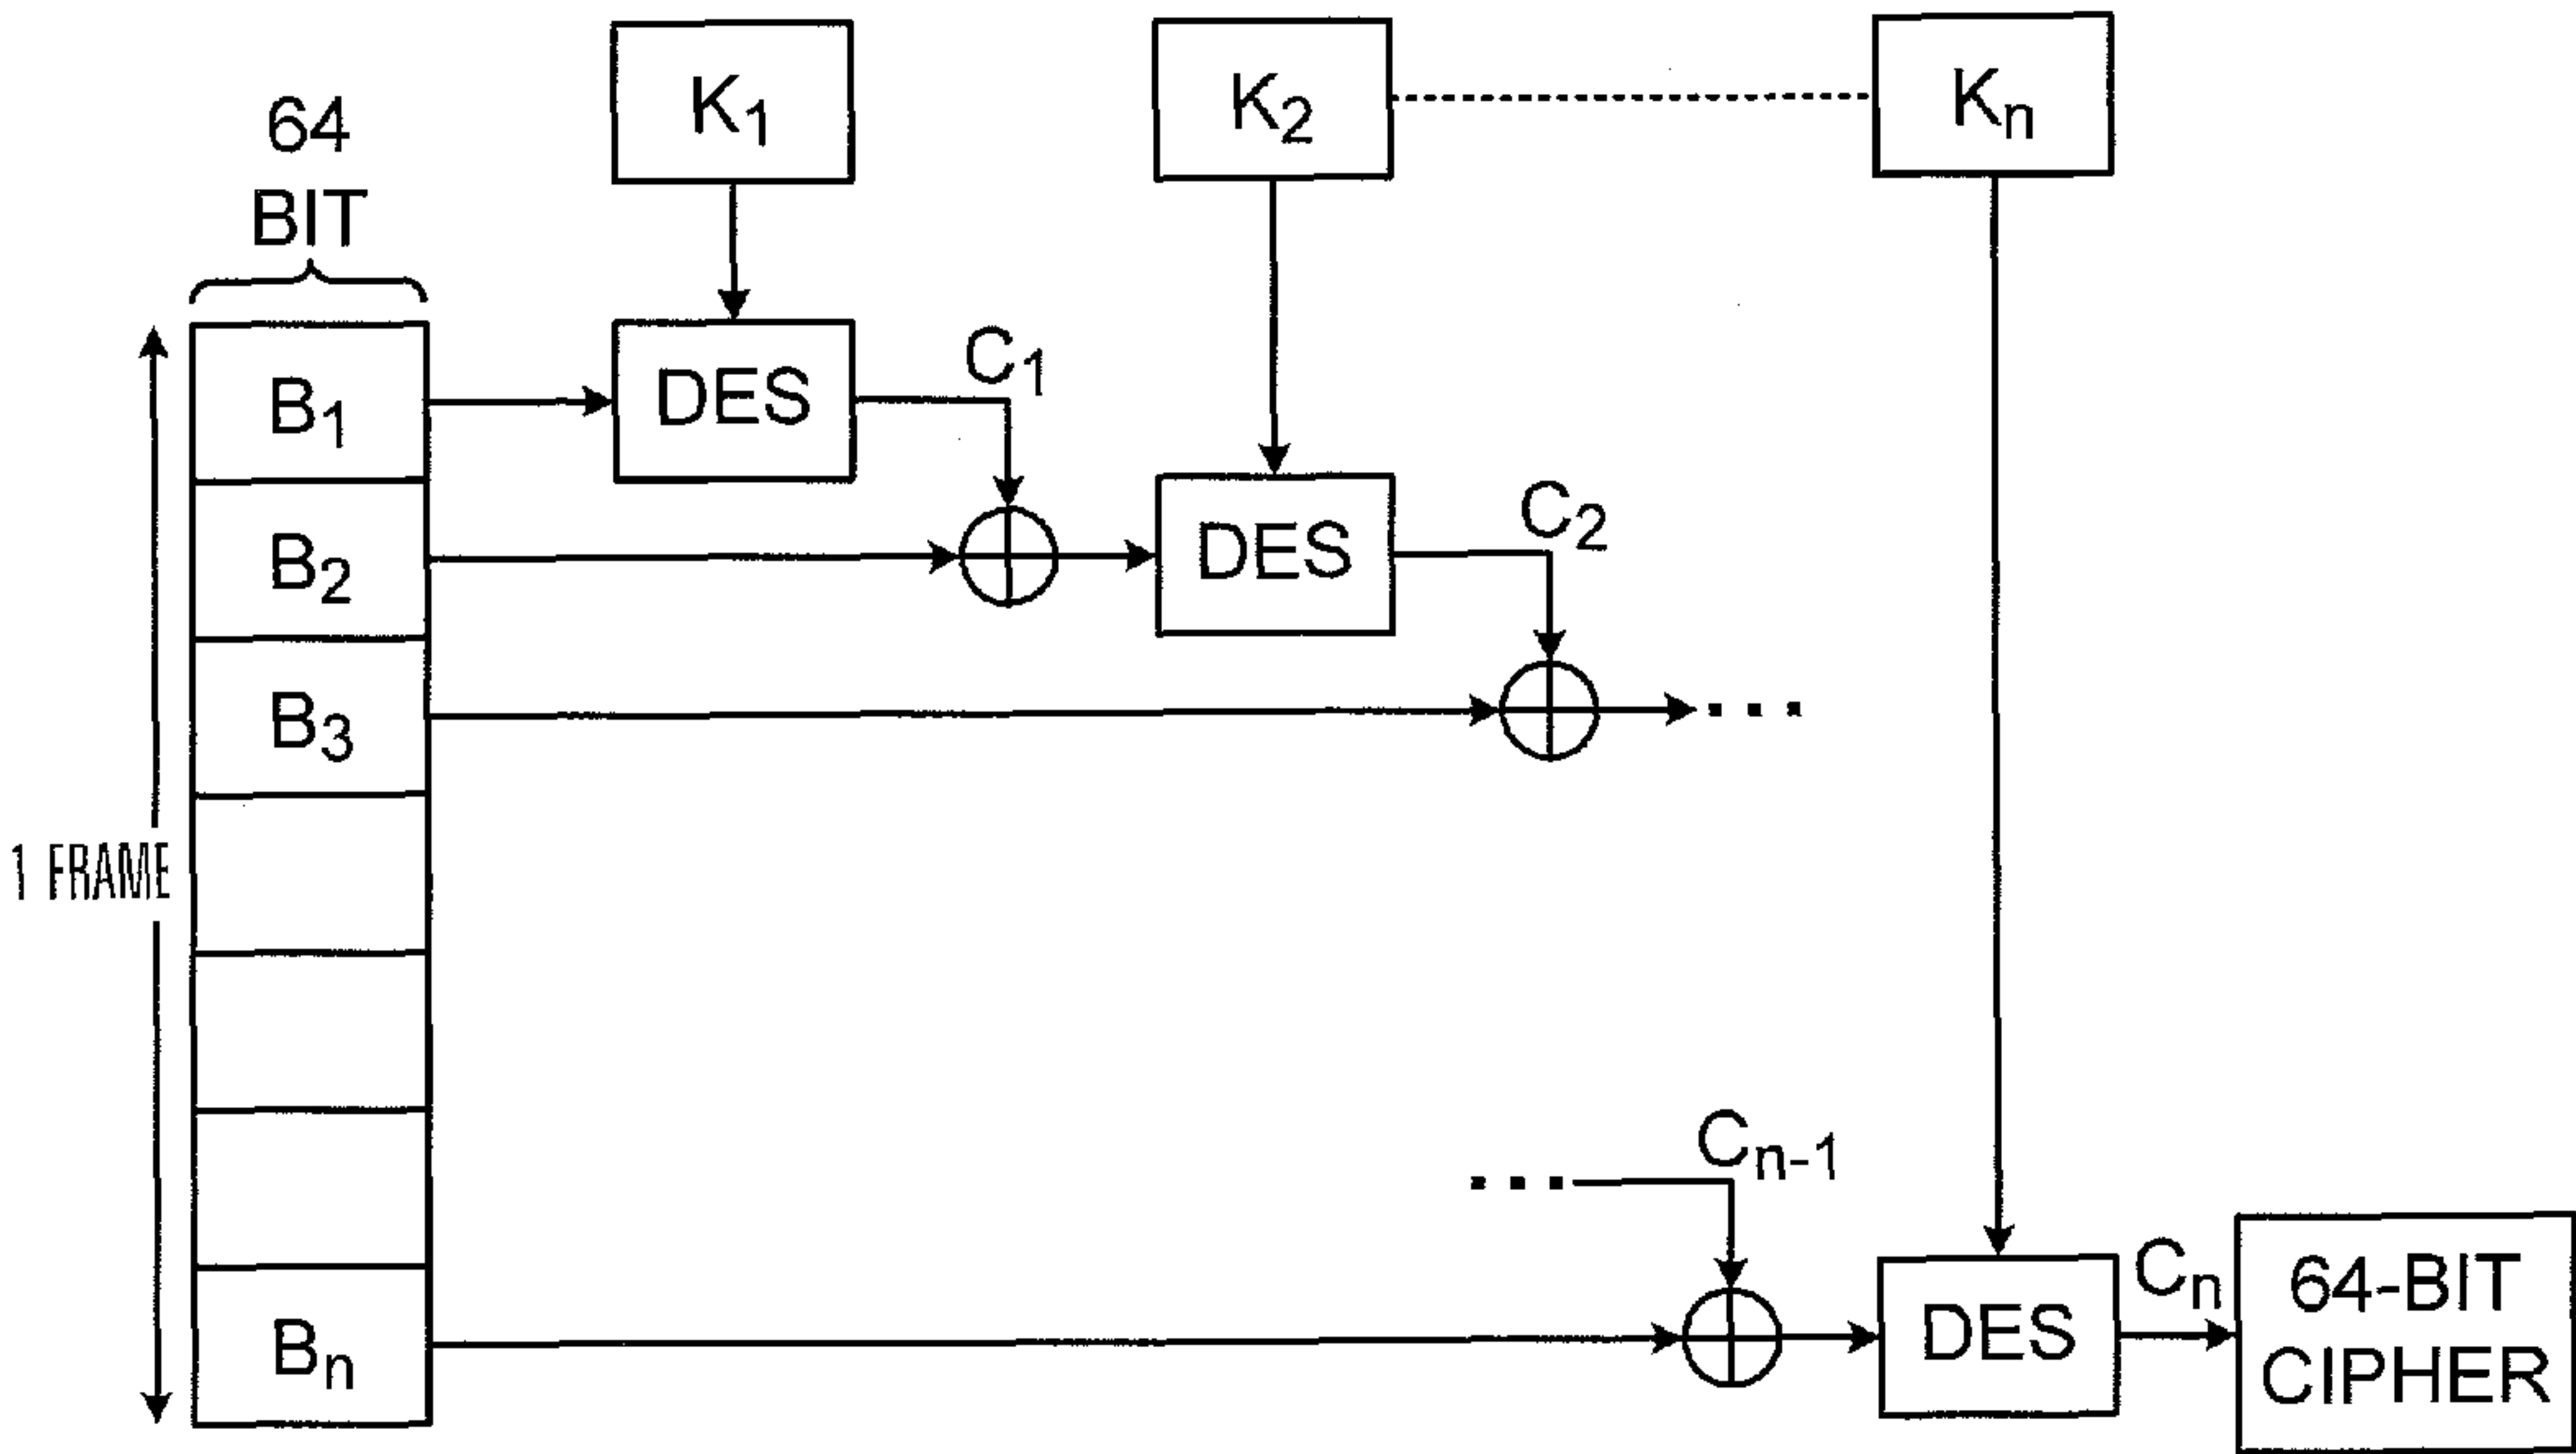 K1
K2
Kn
64
BIT
B1
DES
C1
B2
DES
C2
B3
1 FRAME
...
...
Cn-1
Bn
DES
Cn
64-BIT
CIPHER